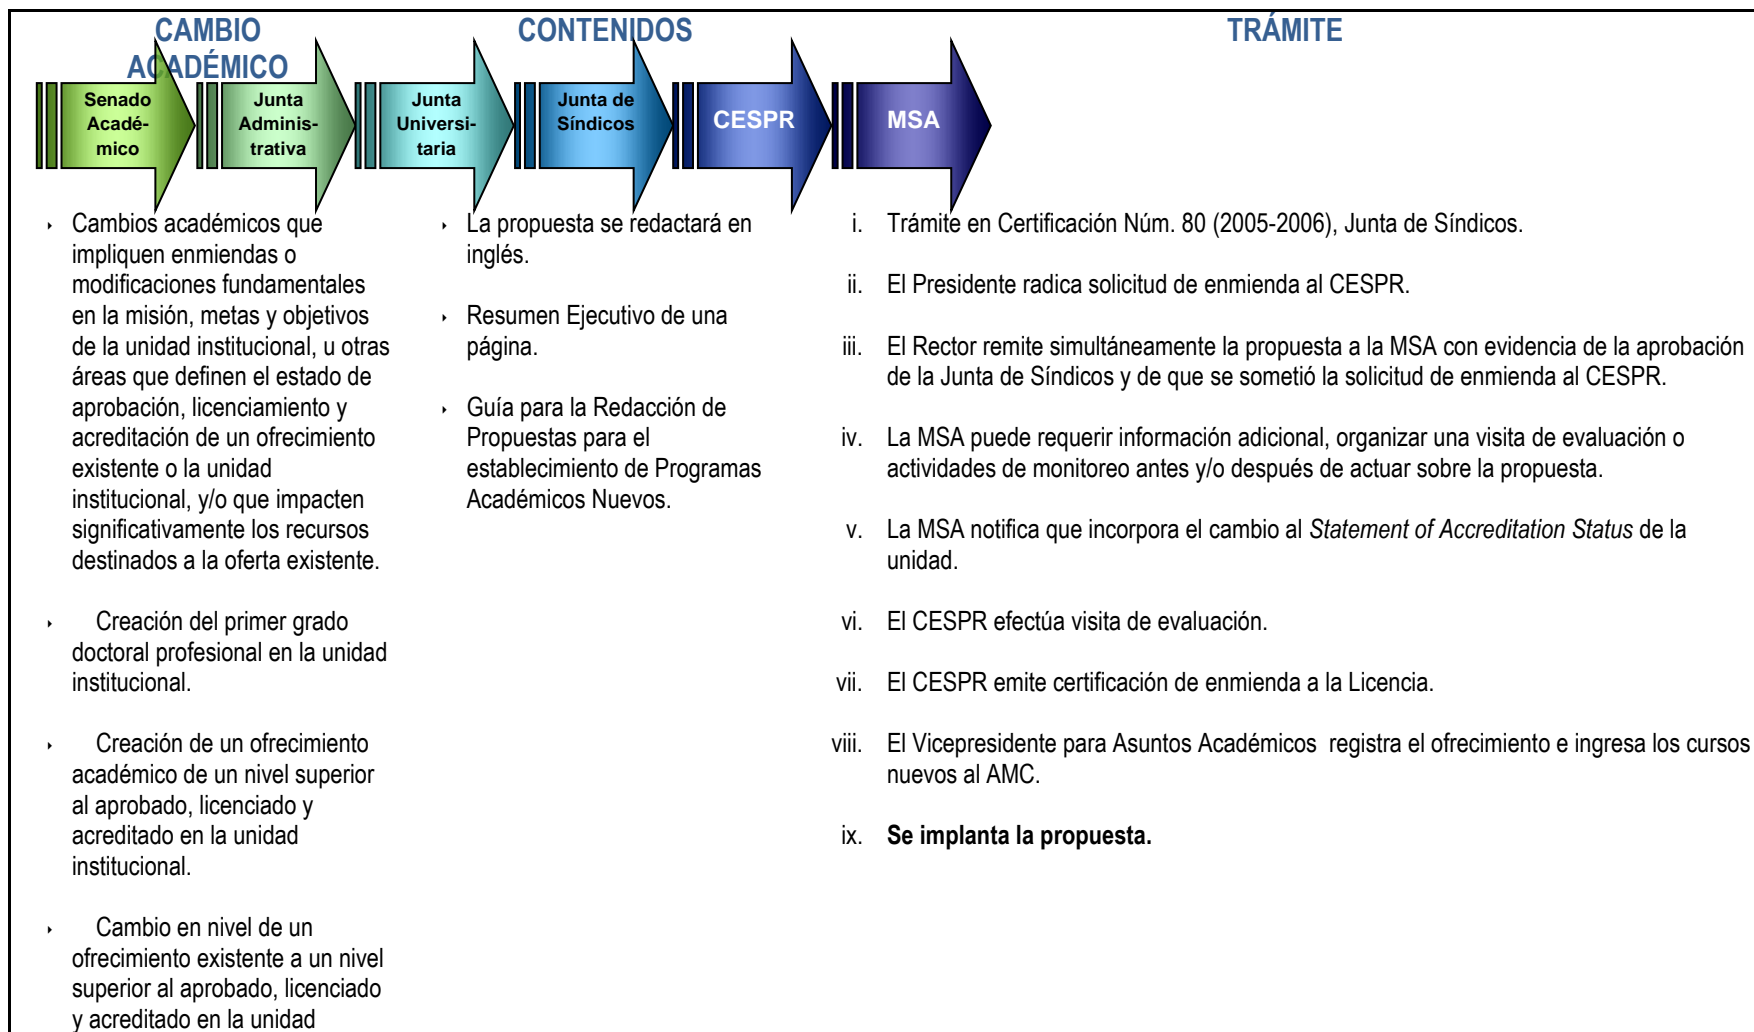 CAMBIO
ACADÉMICO
CONTENIDOS
TRÁMITE
Senado
Acadé-
mico
Junta
Adminis-
trativa
Junta
Universi-
taria
Junta de
Síndicos
CESPR
MSA
‣ Cambios académicos que
impliquen enmiendas o
modificaciones fundamentales
en la misión, metas y objetivos
de la unidad institucional, u otras
áreas que definen el estado de
aprobación, licenciamiento y
acreditación de un ofrecimiento
existente o la unidad
institucional, y/o que impacten
significativamente los recursos
destinados a la oferta existente.
‣ Creación del primer grado
doctoral profesional en la unidad
institucional.
‣ Creación de un ofrecimiento
académico de un nivel superior
al aprobado, licenciado y
acreditado en la unidad
institucional.
‣ Cambio en nivel de un
ofrecimiento existente a un nivel
superior al aprobado, licenciado
y acreditado en la unidad
‣ La propuesta se redactará en
inglés.
‣ Resumen Ejecutivo de una
página.
‣ Guía para la Redacción de
Propuestas para el
establecimiento de Programas
Académicos Nuevos.
i. Trámite en Certificación Núm. 80 (2005-2006), Junta de Síndicos.
ii. El Presidente radica solicitud de enmienda al CESPR.
iii. El Rector remite simultáneamente la propuesta a la MSA con evidencia de la aprobación
de la Junta de Síndicos y de que se sometió la solicitud de enmienda al CESPR.
iv. La MSA puede requerir información adicional, organizar una visita de evaluación o
actividades de monitoreo antes y/o después de actuar sobre la propuesta.
v. La MSA notifica que incorpora el cambio al Statement of Accreditation Status de la
unidad.
vi. El CESPR efectúa visita de evaluación.
vii. El CESPR emite certificación de enmienda a la Licencia.
viii. El Vicepresidente para Asuntos Académicos registra el ofrecimiento e ingresa los cursos
nuevos al AMC.
ix. Se implanta la propuesta.